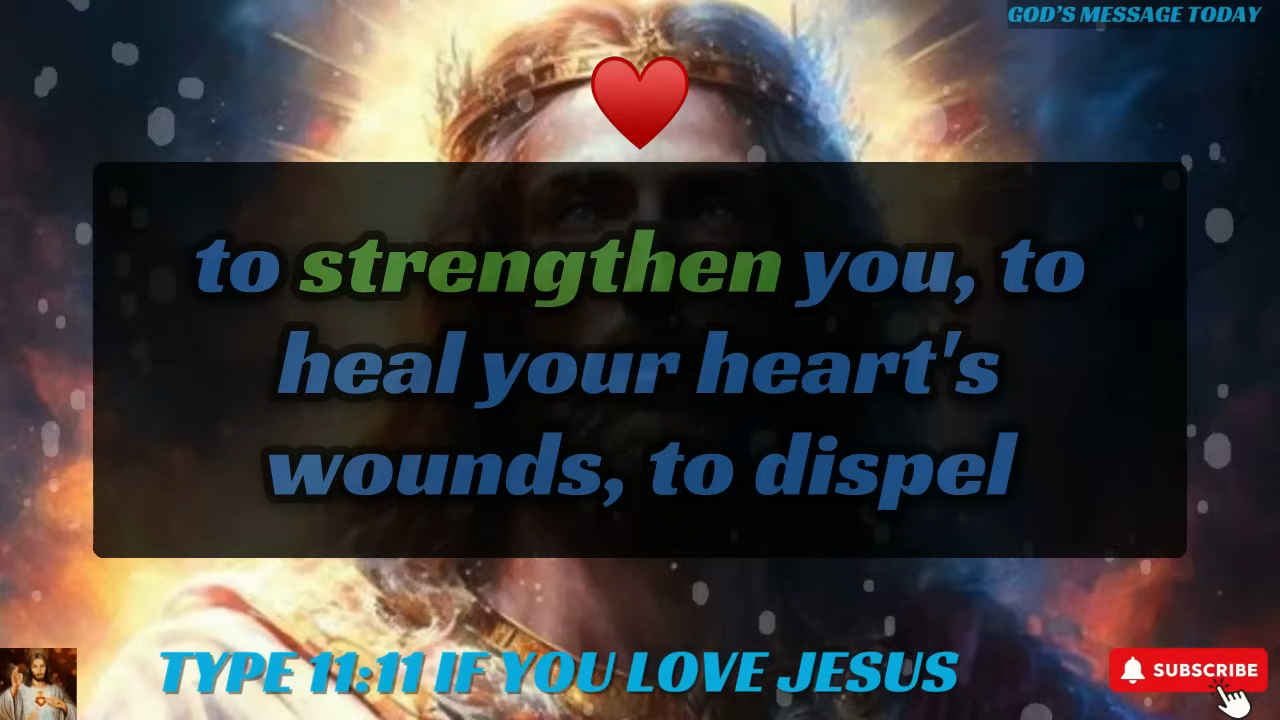 GOD'S MESSAGE TODAY
to strengthen you, to
heal your heart's
wounds, to dispel
TYPE 11:11 IF YOU LOVE JESUS
SUBSCRIBE